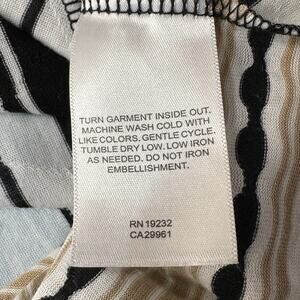 TURN GARMENT INSIDE OUT.
MACHINE WASH COLD WITH
LIKE COLORS. GENTLE CYCLE.
TUMBLE DRY LOW. LOW IRON
AS NEEDED. DO NOT IRON
EMBELLISHMENT.
RN 19232
CA29961